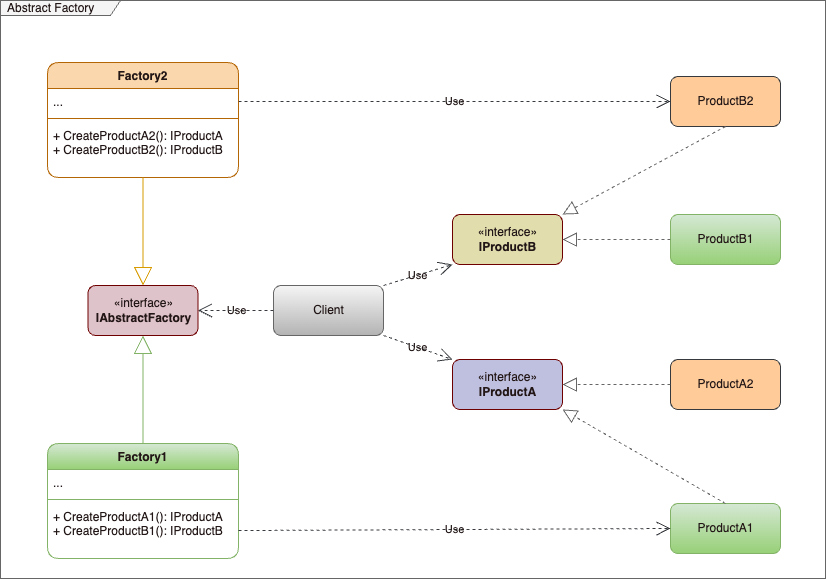 Abstract Factory
Factory2
...
+ CreateProductA2(): IProductA
+ CreateProductB2(): IProductB
Use
ProductB2
«interface»
IProductB
ProductB1
Use
«interface»
IAbstractFactory
Use
Client
Use
«interface»
IProductA
ProductA2
Factory1
...
+ CreateProductA1(): IProductA
+ CreateProductB1(): IProductB
Use
ProductA1